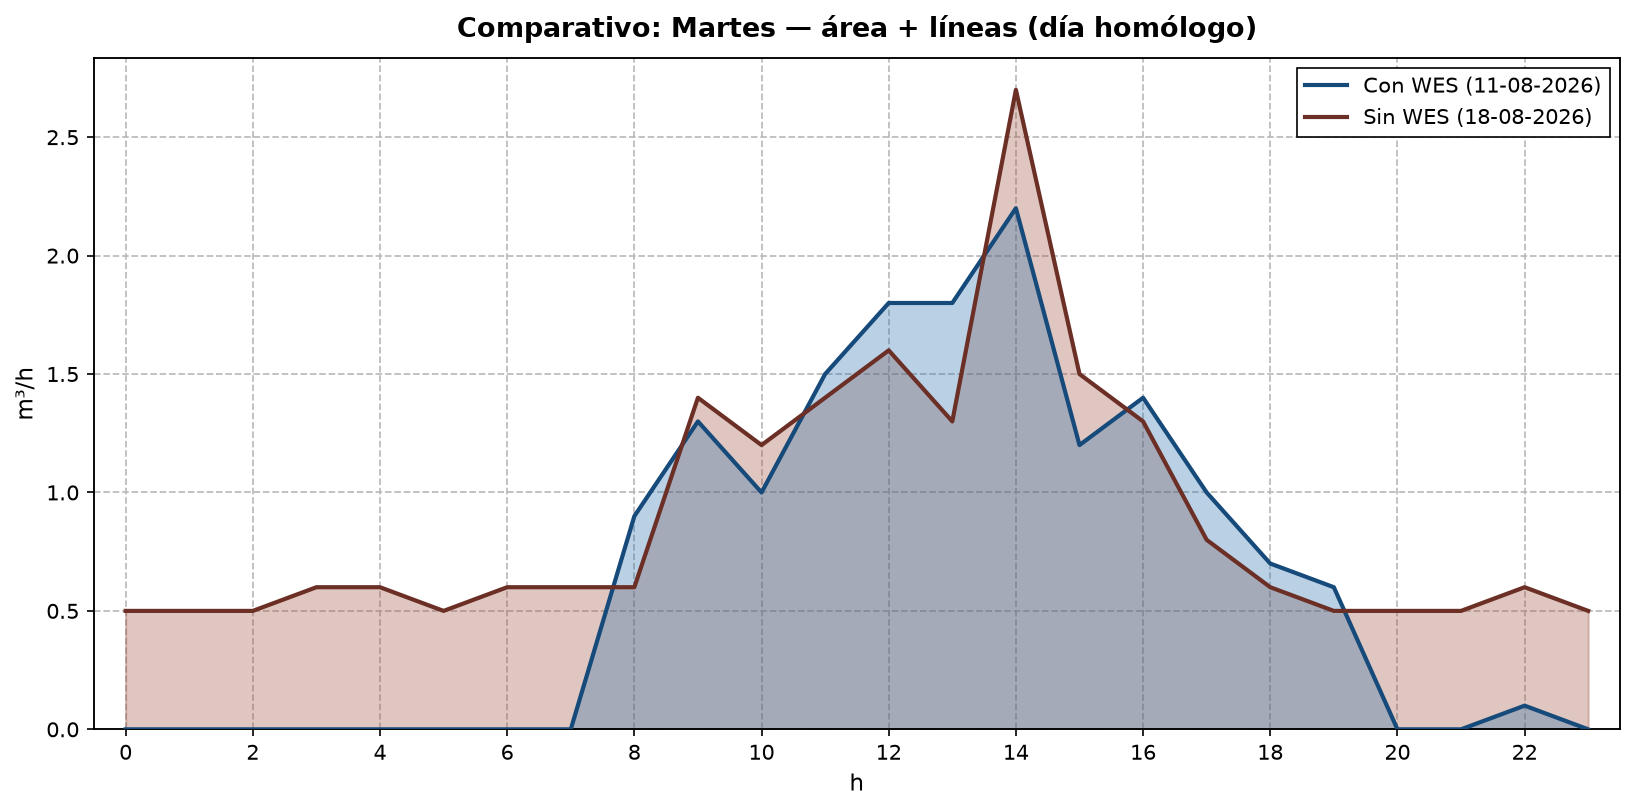 Comparativo: Martes — área + líneas (día homólogo)
Con WES (11-08-2026)
Sin WES (18-08-2026)
m³/h
2.5
2.0
1.5
1.0
0.5
0.0
0 2 4 6 8 10 12 14 16 18 20 22
h